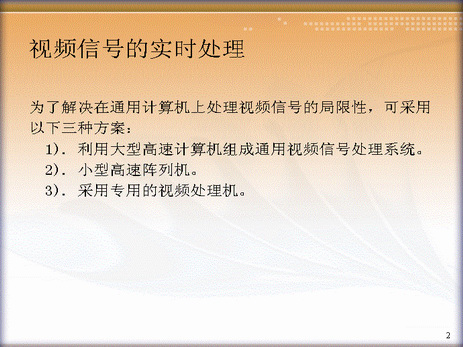 视频信号的实时处理
为了解决在通用计算机上处理视频信号的局限性，可采用
以下三种方案：
1）．利用大型高速计算机组成通用视频信号处理系统。
2）．小型高速阵列机。
3）．采用专用的视频处理机。
2